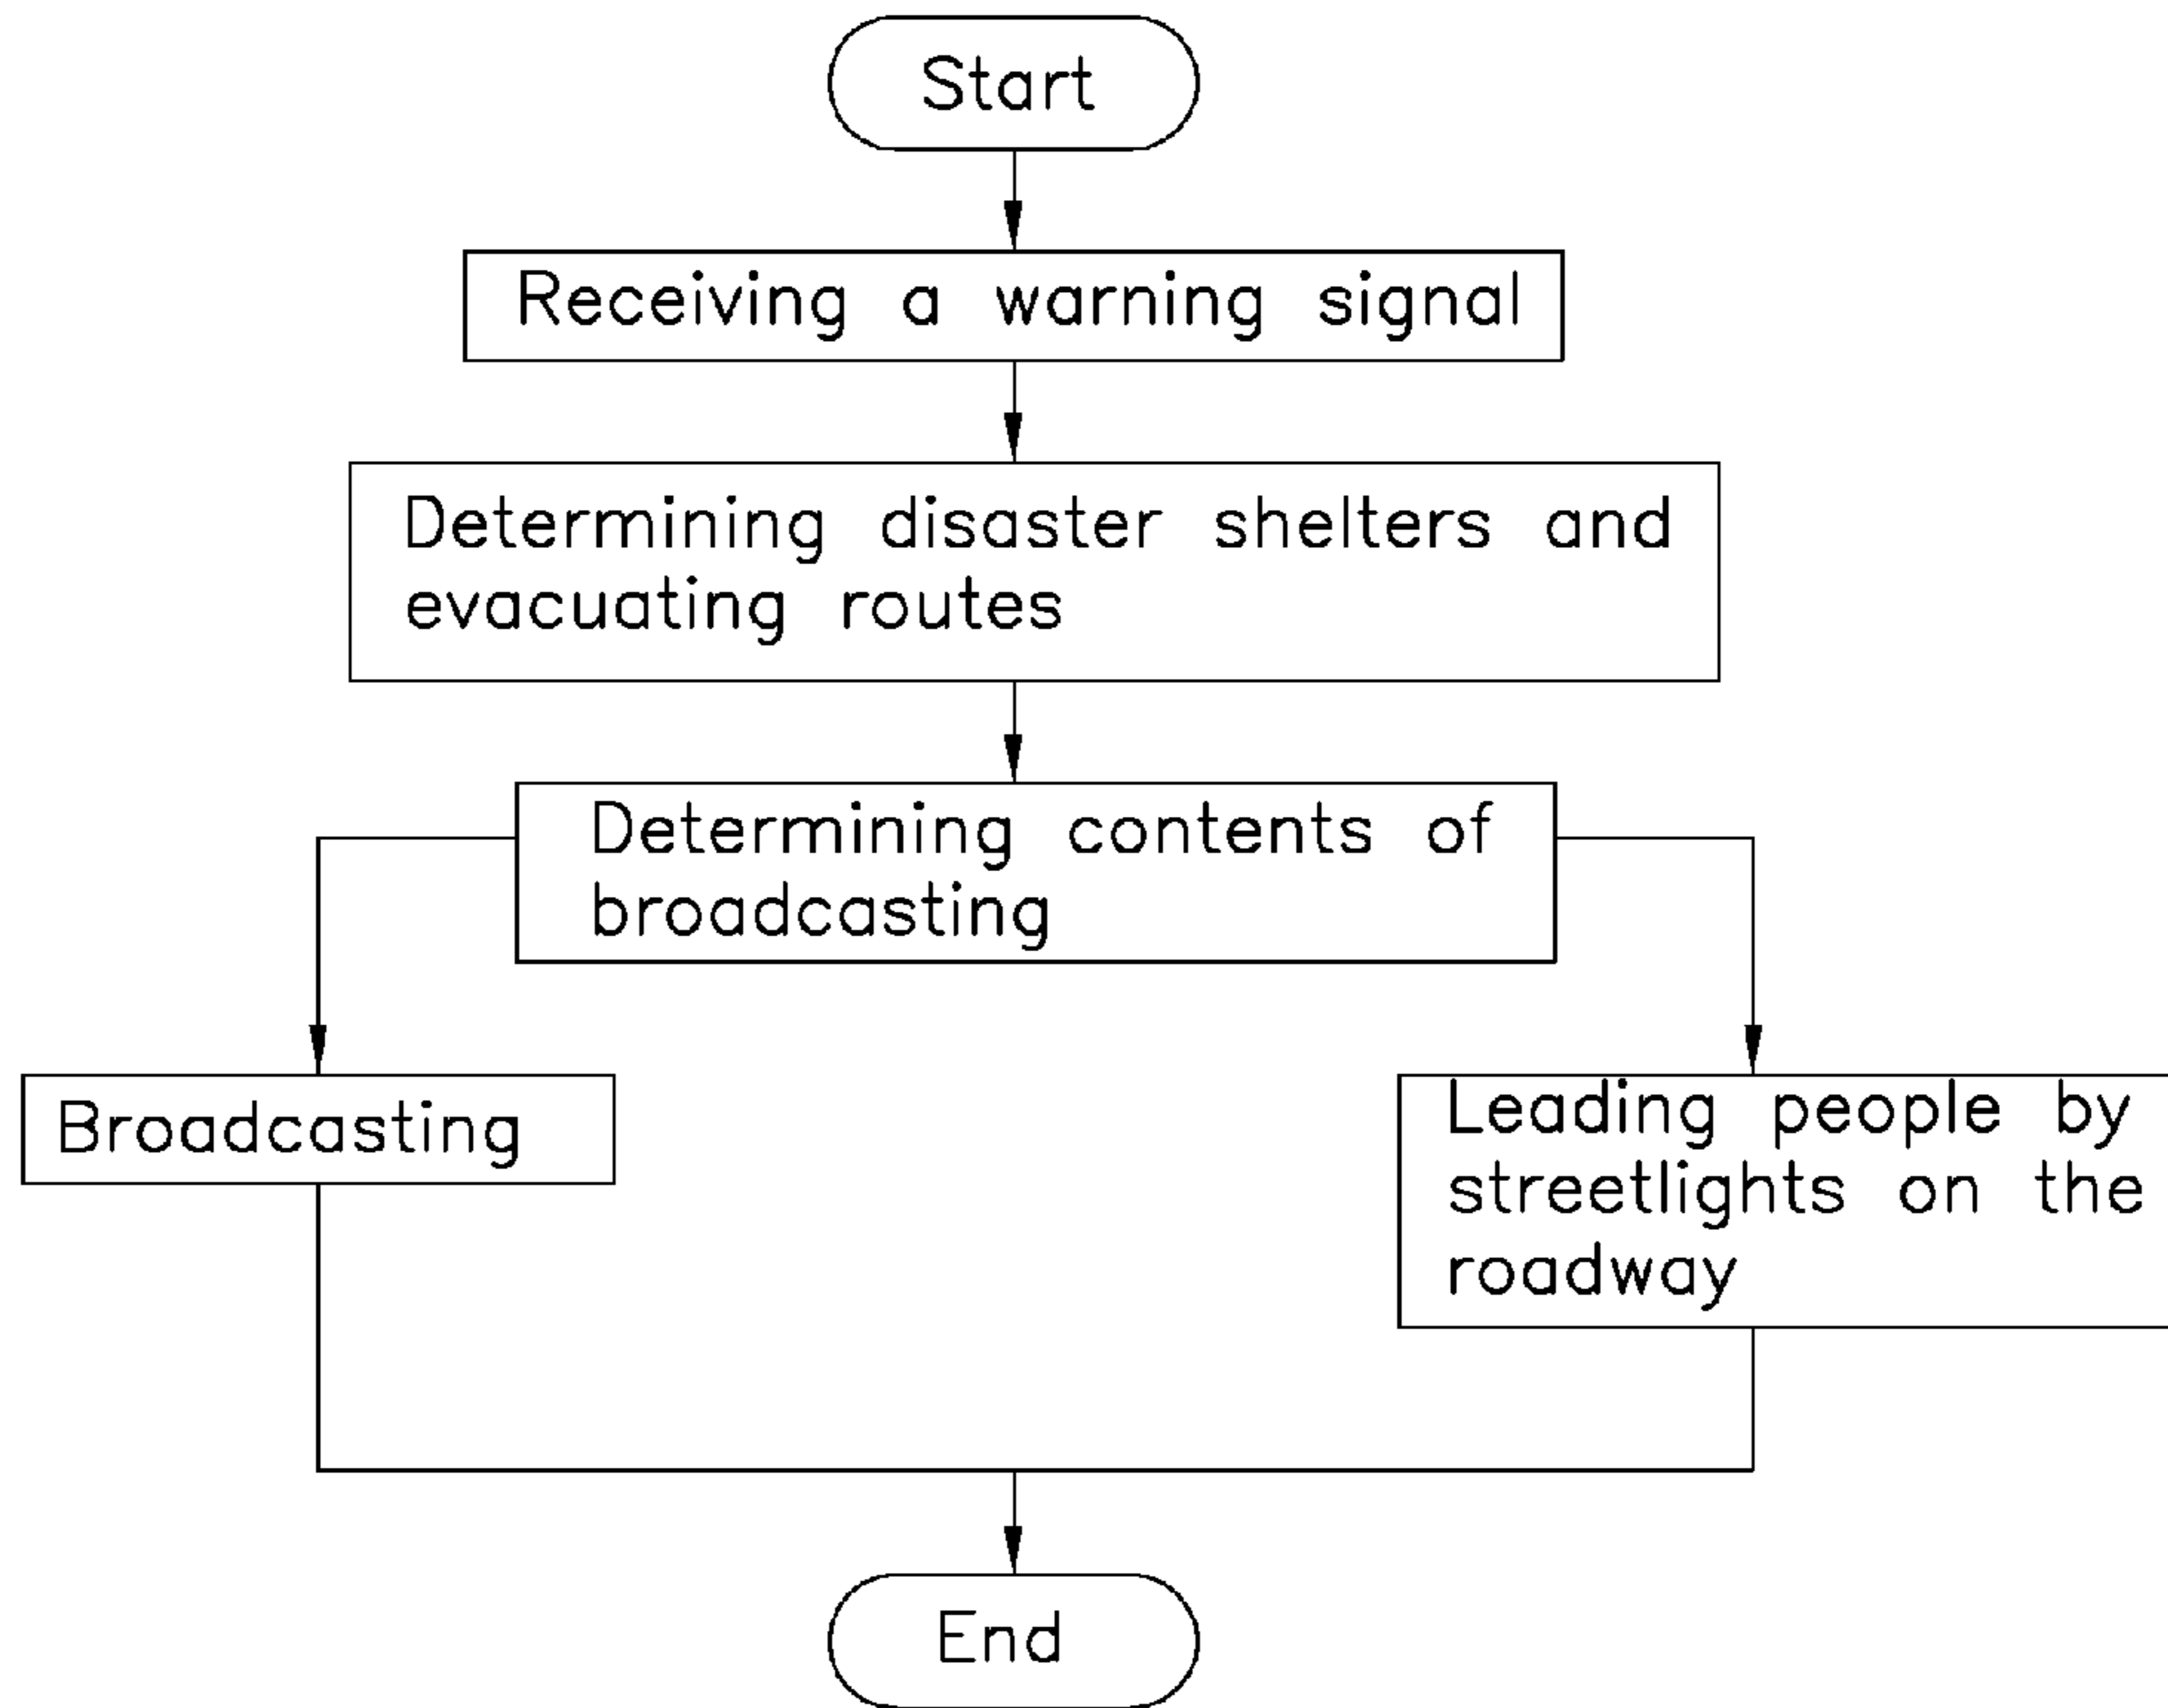 Start
Receiving a warning signal
Determining disaster shelters and
evacuating routes
Determining contents of
broadcasting
Broadcasting
Leading people by
streetlights on the
roadway
End